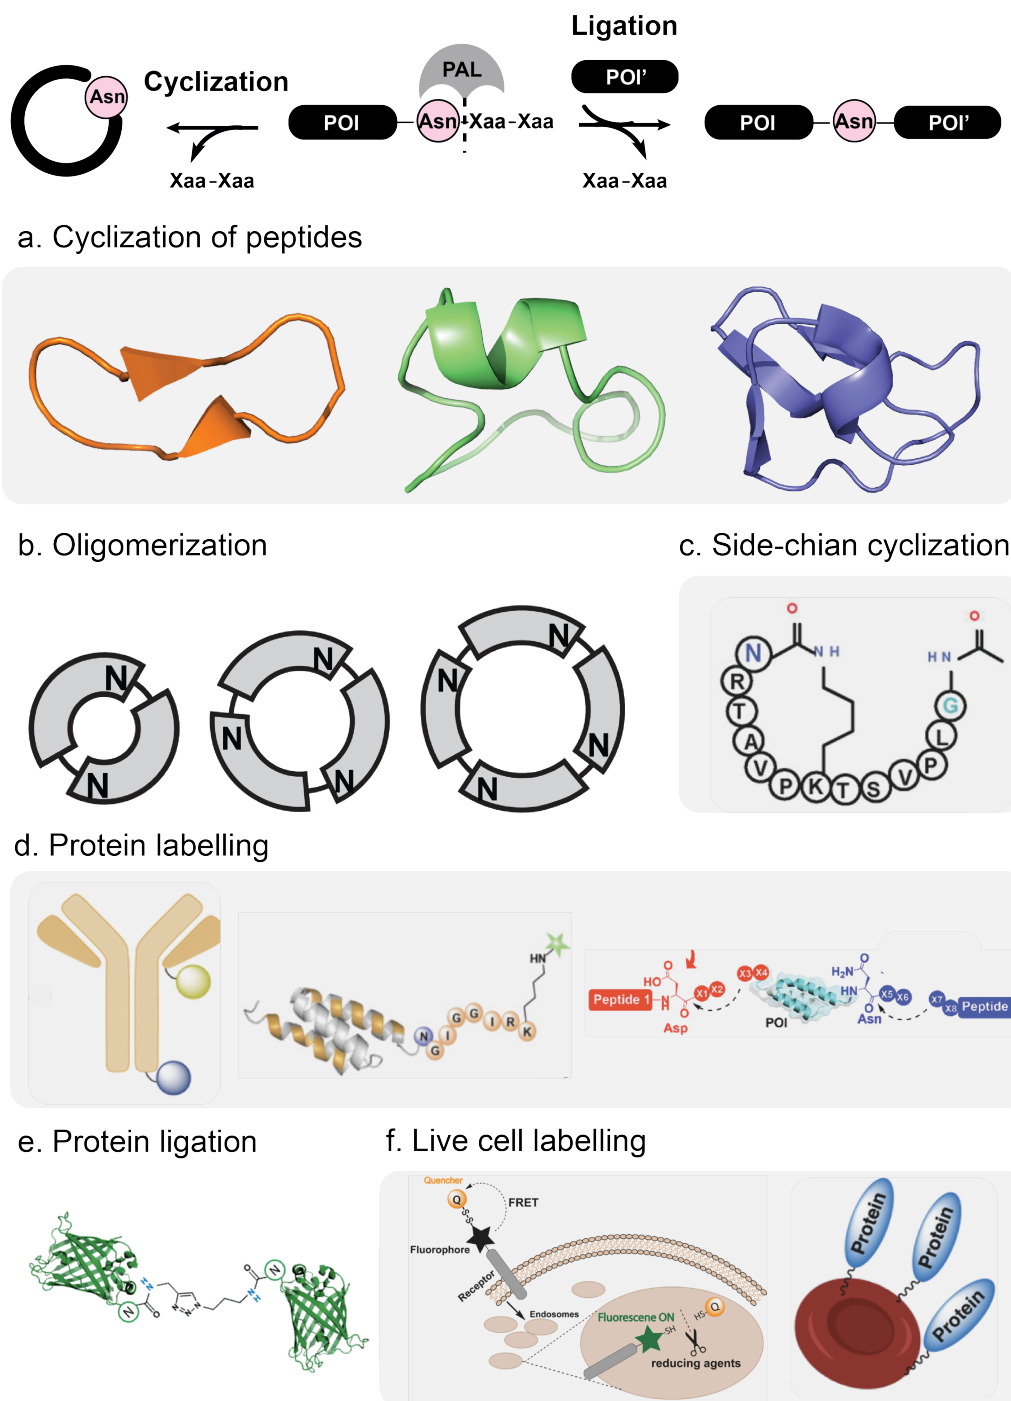 Ligation
Cyclization
PAL
POI'
Asn
POI
Asn
Xaa-Xaa
POI
Asn
POI'
Xaa-Xaa
Xaa-Xaa
a. Cyclization of peptides
b. Oligomerization
c. Side-chian cyclization
N
N
N
N
N
N
N
N
N
O
O
N
N H
H N
R
T
A
V
P
K
T
S
V
P
L
G
d. Protein labelling
HN
N
G
I
G
G
I
R
K
Peptide 1
HO
O
N
H
O
X1
X2
Asp
X3
X4
POI
H₂N
O
NH
O
X5
X6
Asn
X7
X8
Peptide
e. Protein ligation
f. Live cell labelling
N
O
H
N
N
N
N
O
N
H
N
Quencher
Q
S
S
FRET
Fluorophore
Receptor
Endosomes
Fluorescene ON
SH
HS
Q
reducing agents
Protein
Protein
Protein